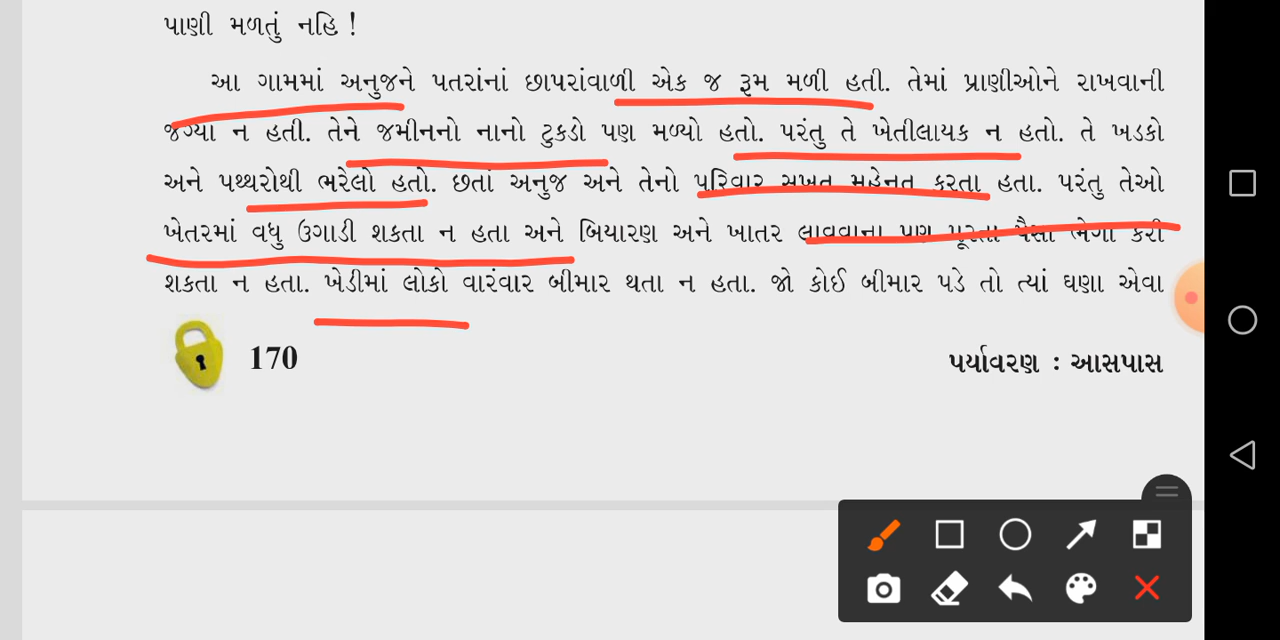 પાણી મળતું નહિ !
આ ગામમાં અનુજને પતરાંનાં છાપરાંવાળી એક જ રૂમ મળી હતી. તેમાં પ્રાણીઓને રાખવાની
જગ્યા ન હતી. તેને જમીનનો નાનો ટુકડો પણ મળ્યો હતો. પરંતુ તે ખેતીલાયક ન હતો. તે ખડકો
અને પથ્થરોથી ભરેલો હતો. છતાં અનુજ અને તેનો પરિવાર સખત મહેનત કરતા હતા. પરંતુ તેઓ
ખેતરમાં વધુ ઉગાડી શકતા ન હતા અને બિયારણ અને ખાતર લાવવાના પણ પૂરતા પૈસા ભેગા કરી
શકતા ન હતા. ખેડીમાં લોકો વારંવાર બીમાર થતા ન હતા. જો કોઈ બીમાર પડે તો ત્યાં ઘણા એવા
170
પર્યાવરણ : આસપાસ